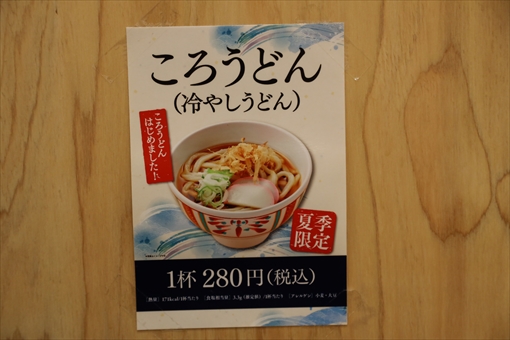 ころうどん
(冷やしうどん)
ころうどん
はじめました!
夏季
限定
1杯 280円(税込)